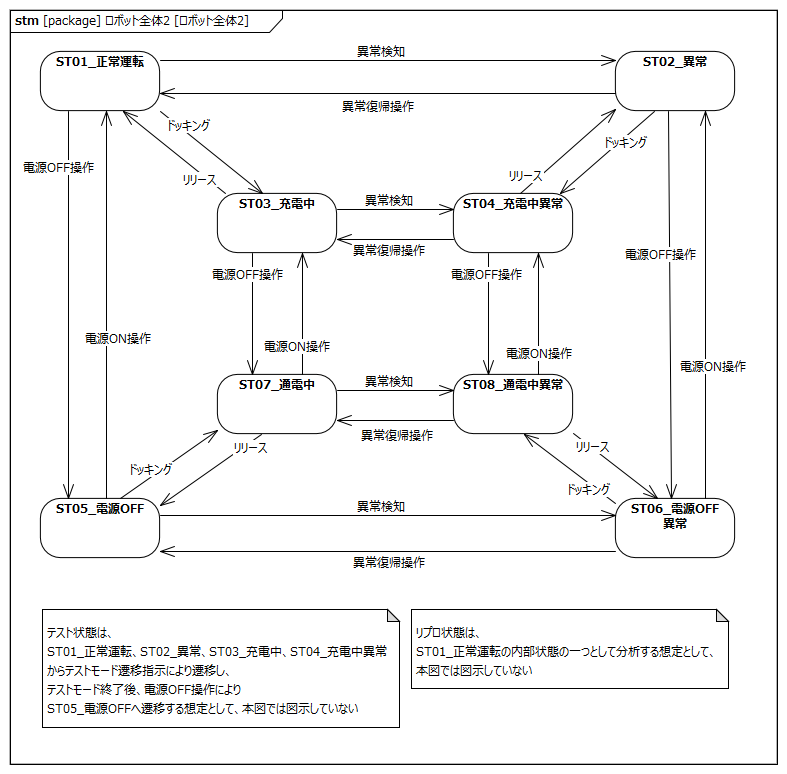 stm [package] ロボット全体2 [ロボット全体2]
異常検知
ST01_正常運転
ST02_異常
異常復帰操作
ドッキング
ドッキング
電源OFF操作
リリース
リリース
ST03_充電中
異常検知
ST04_充電中異常
異常復帰操作
電源OFF操作
電源OFF操作
電源OFF操作
電源ON操作
電源ON操作
電源ON操作
電源ON操作
ST07_通電中
異常検知
ST08_通電中異常
異常復帰操作
リリース
リリース
ドッキング
ドッキング
ST05_電源OFF
異常検知
ST06_電源OFF
異常
異常復帰操作
テスト状態は、
ST01_正常運転、ST02_異常、ST03_充電中、ST04_充電中異常
からテストモード遷移指示により遷移し、
テストモード終了後、電源OFF操作により
ST05_電源OFFへ遷移する想定として、本図では図示していない
リプロ状態は、
ST01_正常運転の内部状態の一つとして分析する想定として、
本図では図示していない